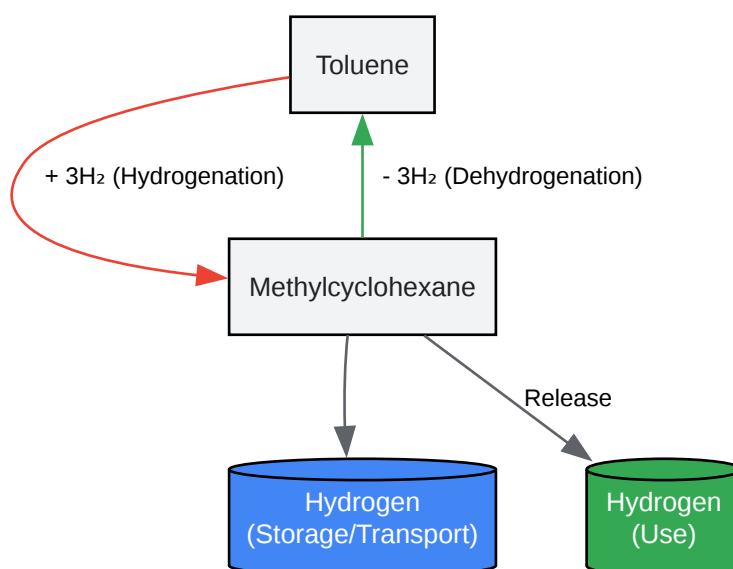 Toluene
+ 3H₂ (Hydrogenation)
- 3H₂ (Dehydrogenation)
Methylcyclohexane
Release
Hydrogen
(Storage/Transport)
Hydrogen
(Use)